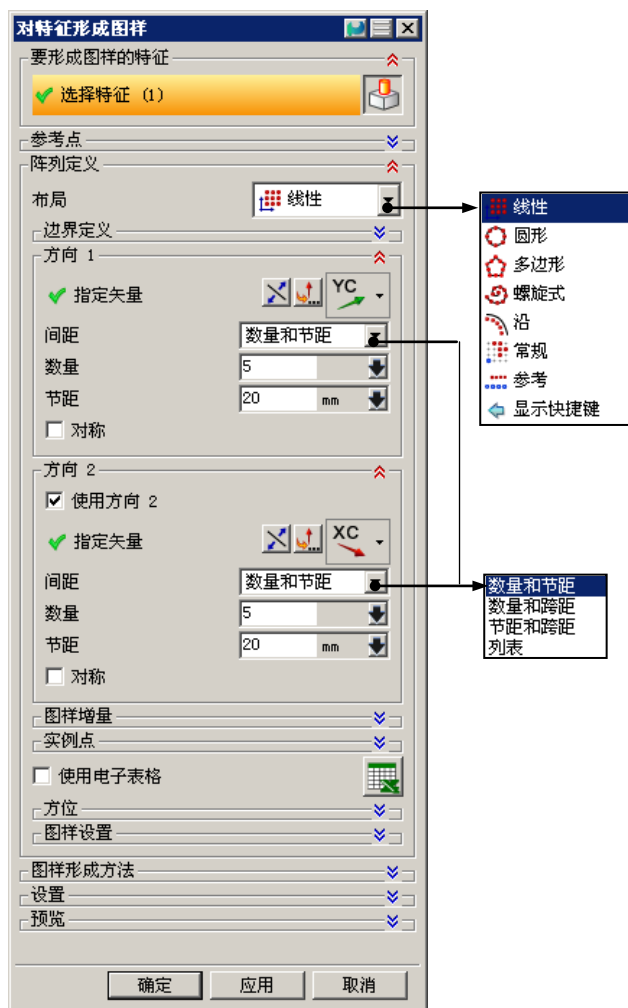 对特征形成图样
要形成图样的特征
选择特征 (1)
参考点
阵列定义
布局
线性
边界定义
方向 1
指定矢量
YC
间距
数量和节距
数量
5
节距
20 mm
对称
方向 2
使用方向 2
指定矢量
XC
间距
数量和节距
数量
5
节距
20 mm
对称
图样增量
实例点
使用电子表格
方位
图样设置
图样形成方法
设置
预览
确定
应用
取消
线性
圆形
多边形
螺旋式
沿
常规
参考
显示快捷键
数量和节距
数量和跨距
节距和跨距
列表